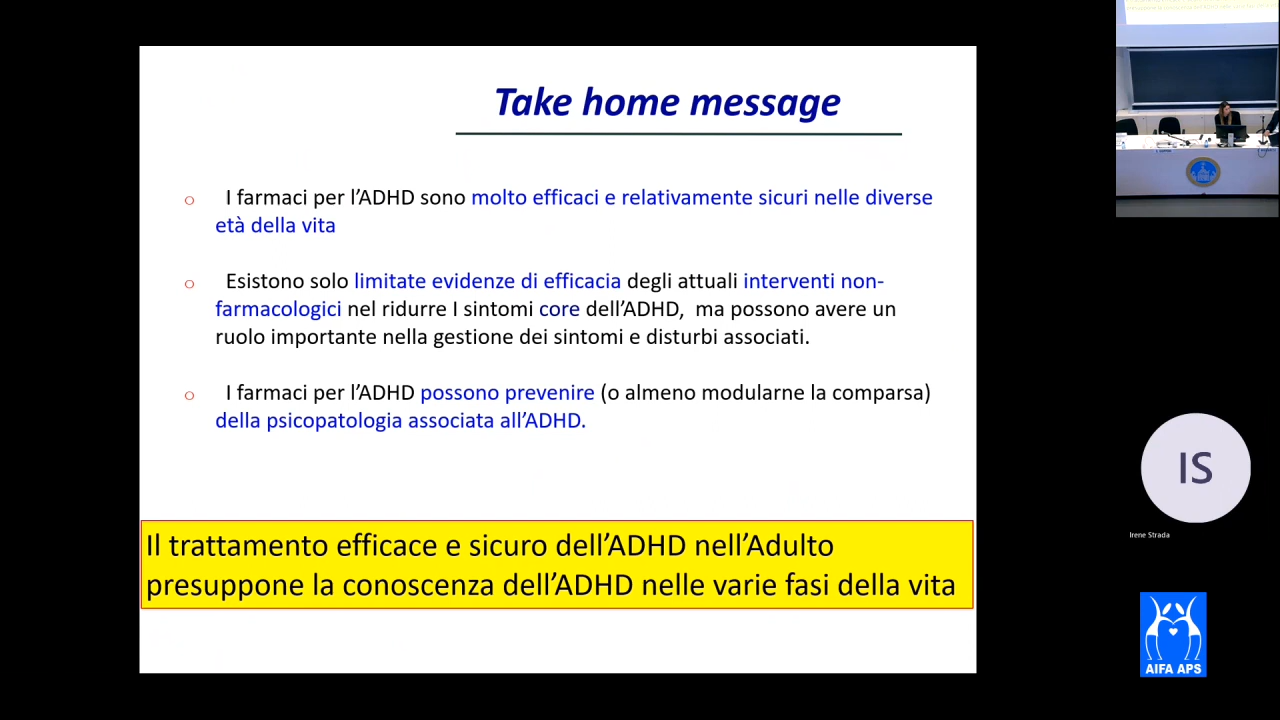 Take home message
I farmaci per l'ADHD sono molto efficaci e relativamente sicuri nelle diverse
età della vita
Esistono solo limitate evidenze di efficacia degli attuali interventi non-
farmacologici nel ridurre I sintomi core dell'ADHD, ma possono avere un
ruolo importante nella gestione dei sintomi e disturbi associati.
I farmaci per l'ADHD possono prevenire (o almeno modularne la comparsa)
della psicopatologia associata all'ADHD.
Il trattamento efficace e sicuro dell'ADHD nell'Adulto
presuppone la conoscenza dell'ADHD nelle varie fasi della vita
IS
Irene Strada
AIFA APS